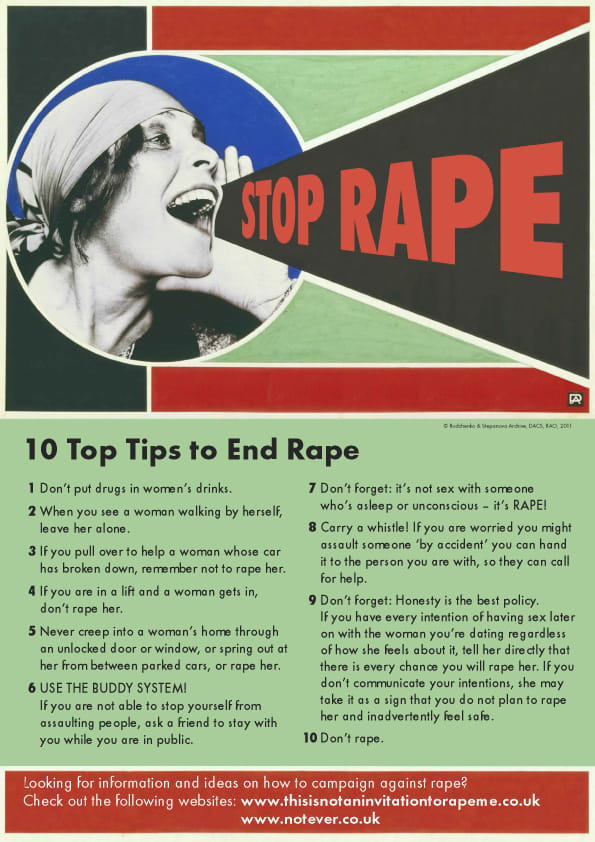 STOP RAPE
© Rodchenko & Stepanova Archive, DACS, RAO, 2011
10 Top Tips to End Rape
1 Don't put drugs in women's drinks.
2 When you see a woman walking by herself,
leave her alone.
3 If you pull over to help a woman whose car
has broken down, remember not to rape her.
4 If you are in a lift and a woman gets in,
don't rape her.
5 Never creep into a woman's home through
an unlocked door or window, or spring out at
her from between parked cars, or rape her.
6 USE THE BUDDY SYSTEM!
If you are not able to stop yourself from
assaulting people, ask a friend to stay with
you while you are in public.
7 Don't forget: it's not sex with someone
who's asleep or unconscious – it's RAPE!
8 Carry a whistle! If you are worried you might
assault someone 'by accident' you can hand
it to the person you are with, so they can call
for help.
9 Don't forget: Honesty is the best policy.
If you have every intention of having sex later
on with the woman you're dating regardless
of how she feels about it, tell her directly that
there is every chance you will rape her. If you
don't communicate your intentions, she may
take it as a sign that you do not plan to rape
her and inadvertently feel safe.
10 Don't rape.
Looking for information and ideas on how to campaign against rape?
Check out the following websites: www.thisisnotaninvitationtorapeme.co.uk
www.notever.co.uk